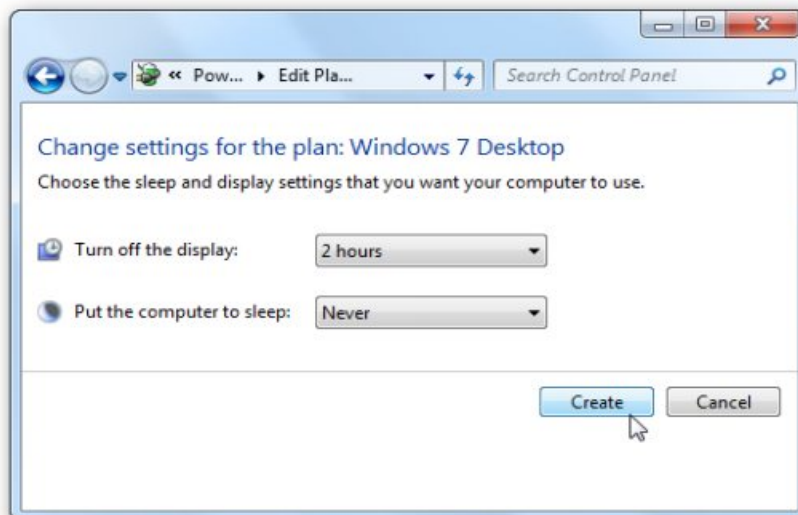 « Pow... ▸ Edit Pla... Search Control Panel
Change settings for the plan: Windows 7 Desktop
Choose the sleep and display settings that you want your computer to use.
Turn off the display: 2 hours
Put the computer to sleep: Never
Create Cancel